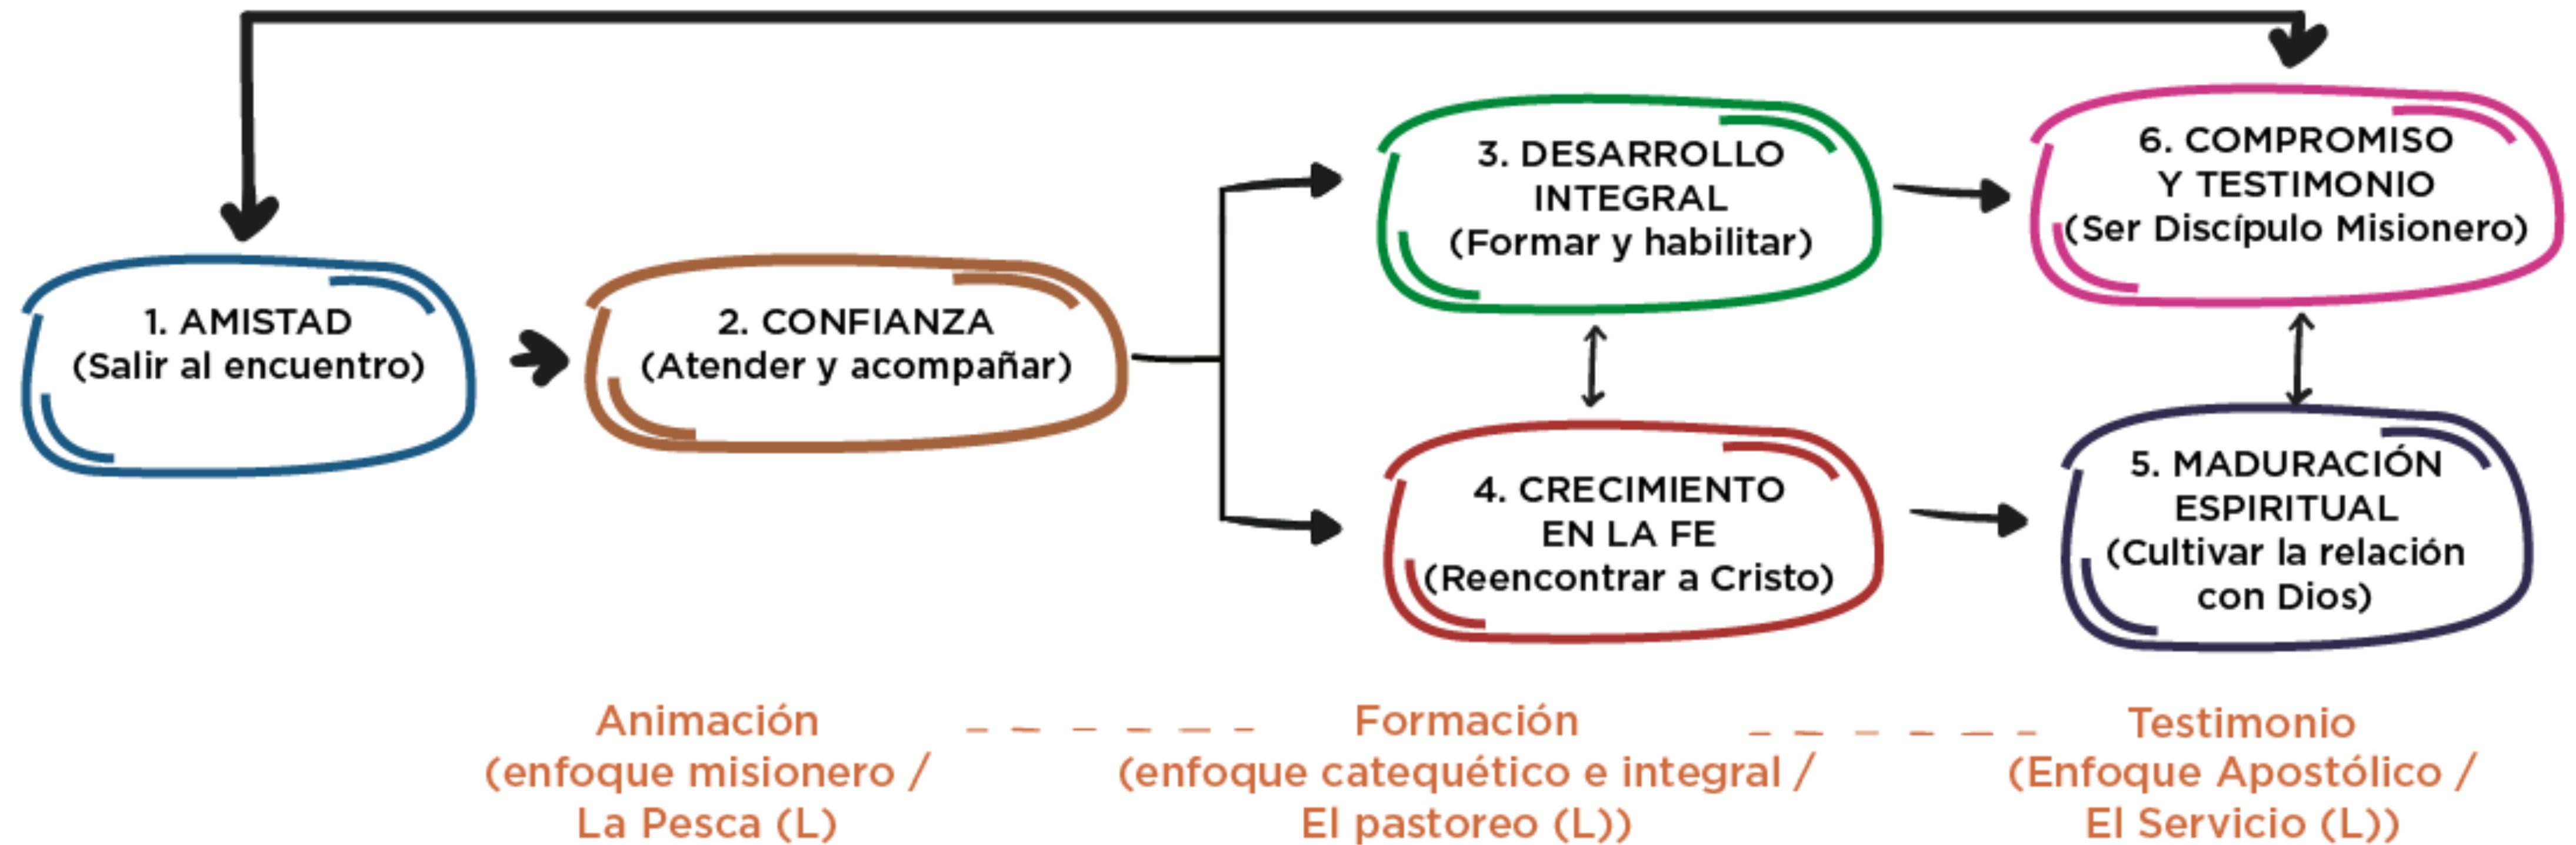 1. AMISTAD
(Salir al encuentro)
2. CONFIANZA
(Atender y acompañar)
3. DESARROLLO
INTEGRAL
(Formar y habilitar)
4. CRECIMIENTO
EN LA FE
(Reencontrar a Cristo)
6. COMPROMISO
Y TESTIMONIO
(Ser Discípulo Misionero)
5. MADURACIÓN
ESPIRITUAL
(Cultivar la relación
con Dios)
Animación
(enfoque misionero /
La Pesca (L)
Formación
(enfoque catequético e integral /
El pastoreo (L))
Testimonio
(Enfoque Apostólico /
El Servicio (L))